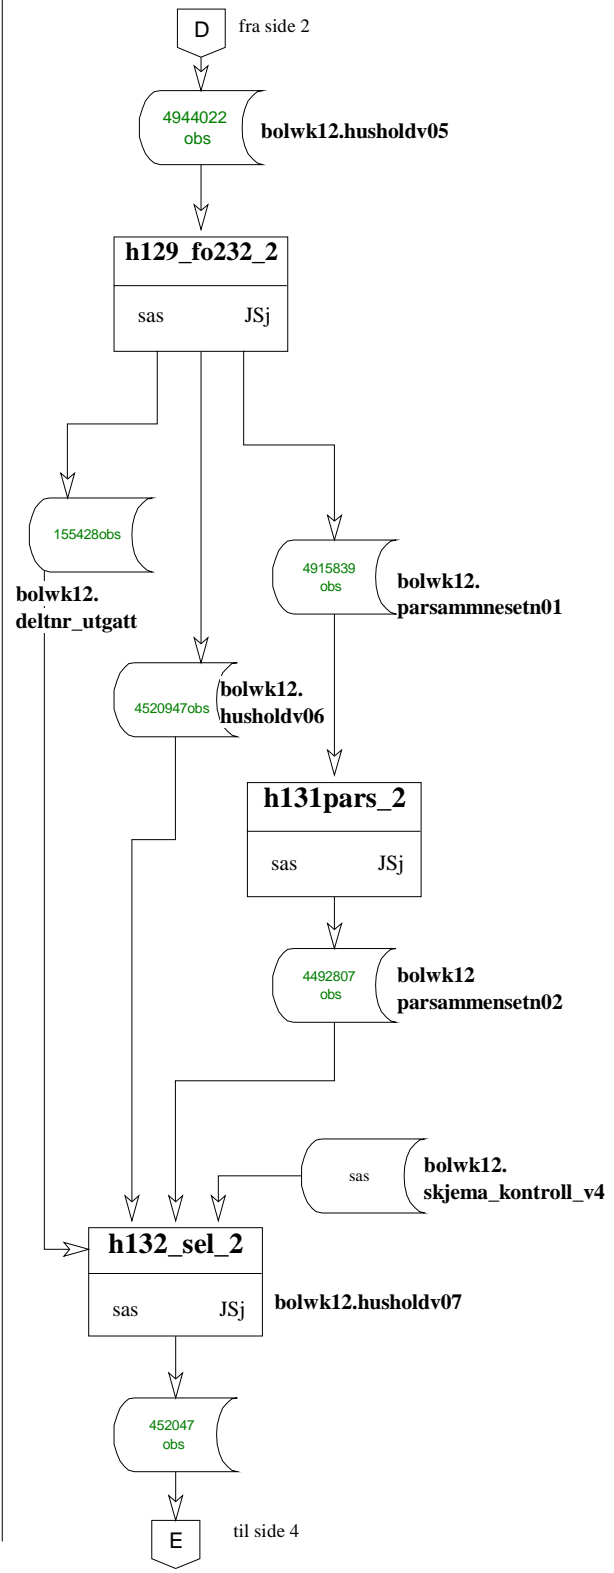 D
fra side 2
4944022
obs
bolwk12.husholdv05
h129_fo232_2
sas JSj
155428obs
bolwk12.
deltnr_utgatt
4915839
obs
bolwk12.
parsammnesetn01
4520947obs
bolwk12.
husholdv06
h131pars_2
sas JSj
4492807
obs
bolwk12
parsammensetn02
sas
bolwk12.
skjema_kontroll_v4
h132_sel_2
sas JSj
bolwk12.husholdv07
452047
obs
E
til side 4